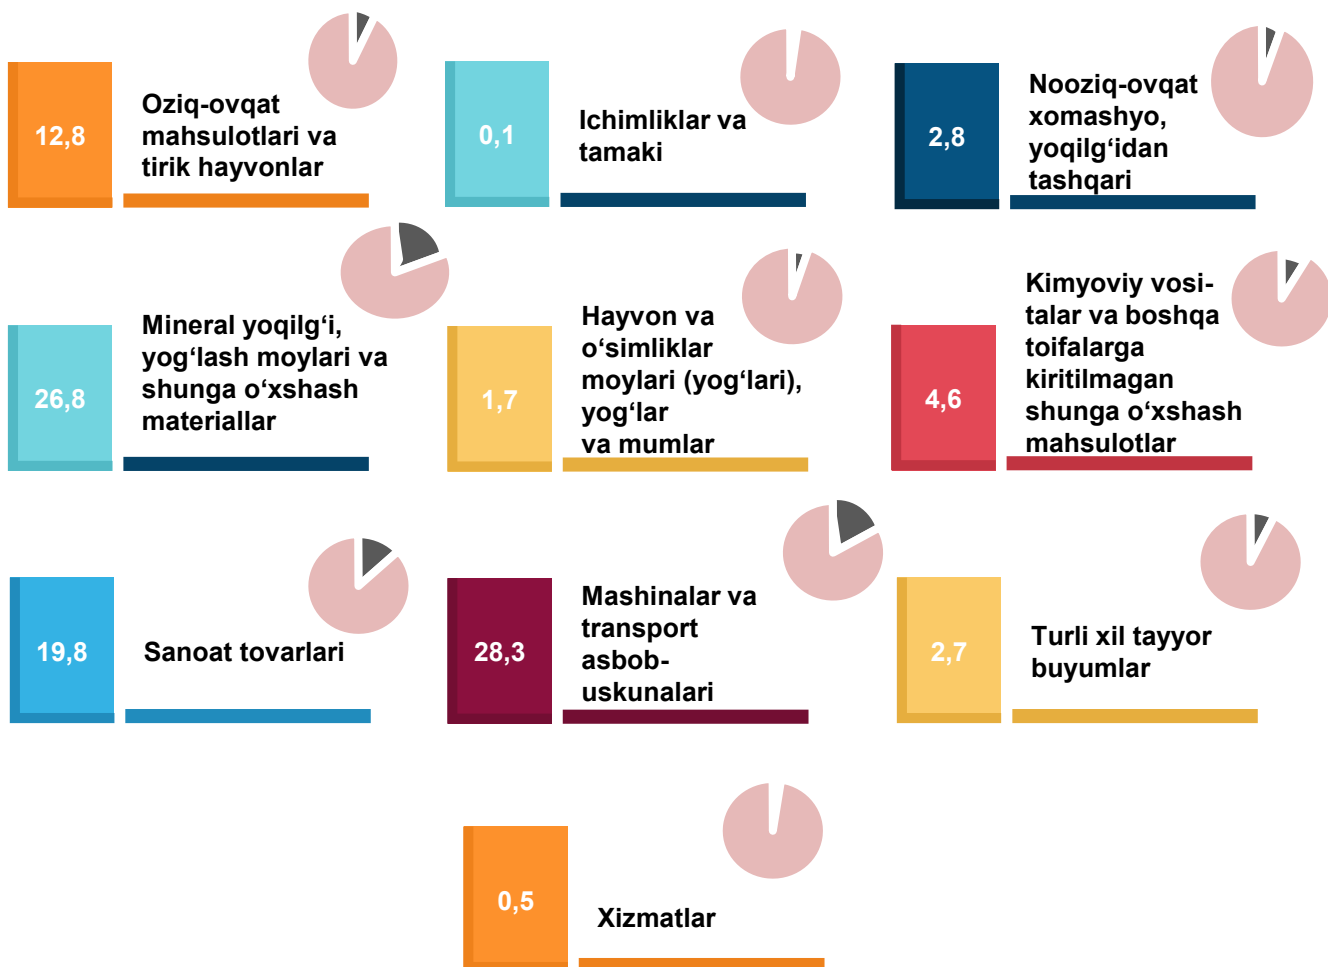 12,8
Oziq-ovqat
mahsulotlari va
tirik hayvonlar
0,1
Ichimliklar va
tamaki
2,8
Nooziq-ovqat
xomashyo,
yoqilg‘idan
tashqari
26,8
Mineral yoqilg‘i,
yog‘lash moylari va
shunga o‘xshash
materiallar
1,7
Hayvon va
o‘simliklar
moylari (yog‘lari),
yog‘lar
va mumlar
4,6
Kimyoviy vosi-
talar va boshqa
toifalarga
kiritilmagan
shunga o‘xshash
mahsulotlar
19,8
Sanoat tovarlari
28,3
Mashinalar va
transport
asbob-
uskunalari
2,7
Turli xil tayyor
buyumlar
0,5
Xizmatlar